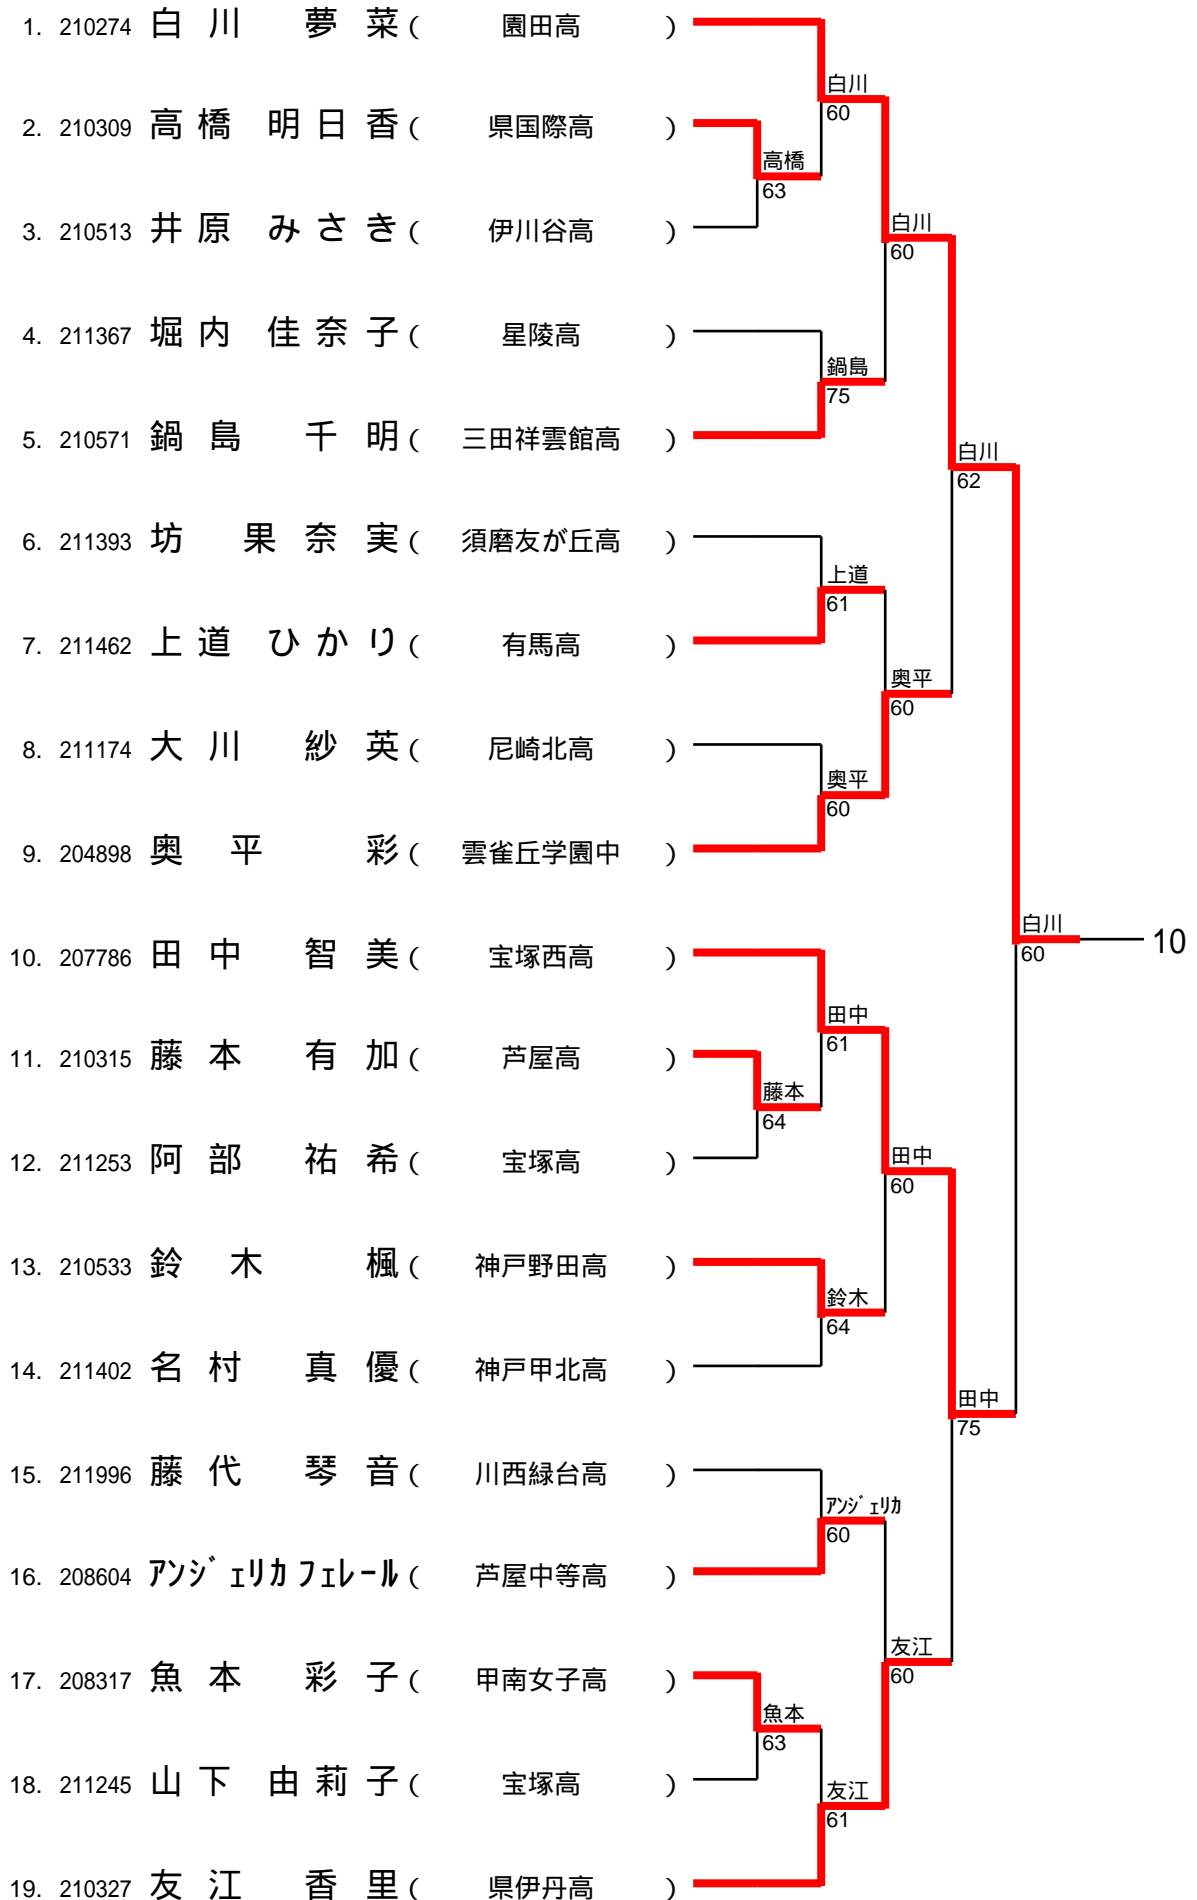 1. 210274 白川 夢菜 ( 園田高 )
白川
60
2. 210309 高橋 明日香 ( 県国際高 )
高橋
63
3. 210513 井原 みさき ( 伊川谷高 )
白川
60
4. 211367 堀内 佳奈子 ( 星陵高 )
鍋島
75
5. 210571 鍋島 千明 ( 三田祥雲館高 )
白川
62
6. 211393 坊 果奈実 ( 須磨友が丘高 )
上道
61
7. 211462 上道 ひかり ( 有馬高 )
奥平
60
8. 211174 大川 紗英 ( 尼崎北高 )
奥平
60
9. 204898 奥平 彩 ( 雲雀丘学園中 )
白川
60
10
10. 207786 田中 智美 ( 宝塚西高 )
田中
61
11. 210315 藤本 有加 ( 芦屋高 )
藤本
64
12. 211253 阿部 祐希 ( 宝塚高 )
田中
60
13. 210533 鈴木 楓 ( 神戸野田高 )
鈴木
64
14. 211402 名村 真優 ( 神戸甲北高 )
田中
75
15. 211996 藤代 琴音 ( 川西緑台高 )
ｱﾝｼﾞｪﾘｶ
60
16. 208604 ｱﾝｼﾞｪﾘｶﾌｪﾚｰﾙ ( 芦屋中等高 )
友江
60
17. 208317 魚本 彩子 ( 甲南女子高 )
魚本
63
18. 211245 山下 由莉子 ( 宝塚高 )
友江
61
19. 210327 友江 香里 ( 県伊丹高 )